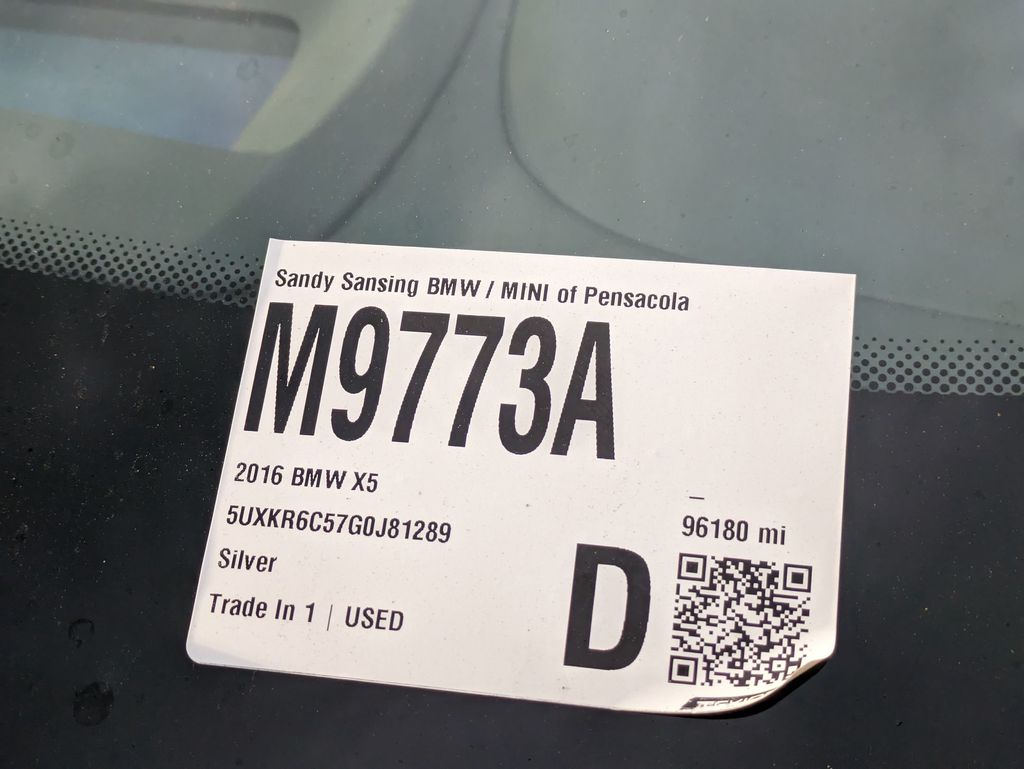 Sandy Sansing BMW / MINI of Pensacola
M9773A
2016 BMW X5
5UXKR6C57G0J81289
Silver
Trade In 1 | USED
–
96180 mi
D